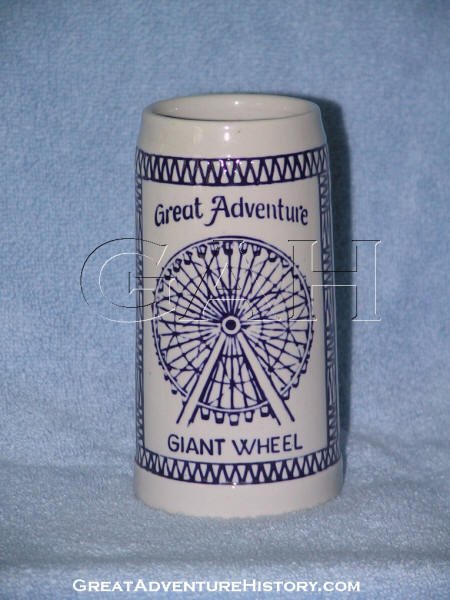 Great Adventure
GAH
GIANT WHEEL
GreatAdventureHistory.com